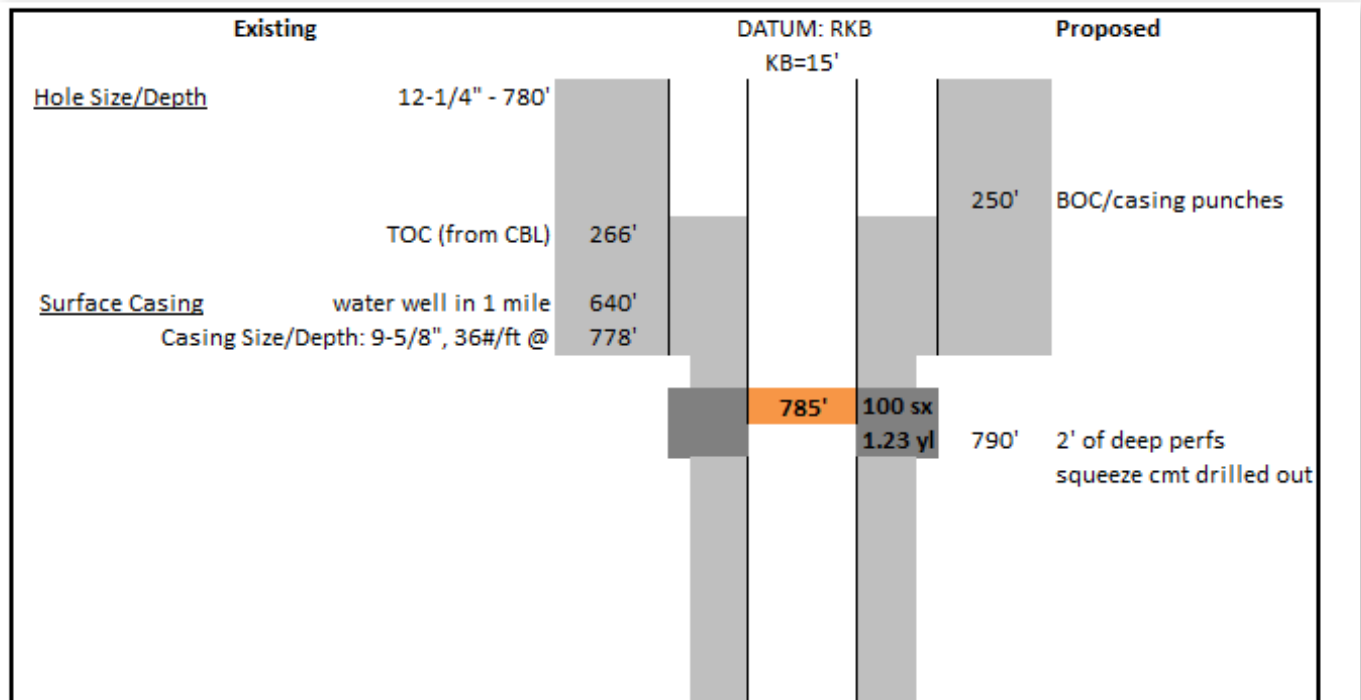 Existing DATUM: RKB Proposed
KB=15'
Hole Size/Depth 12-1/4" - 780'
250' BOC/casing punches
TOC (from CBL) 266'
Surface Casing water well in 1 mile 640'
Casing Size/Depth: 9-5/8", 36#/ft @ 778'
785' 100 sx
1.23 yl 790' 2' of deep perfs
squeeze cmt drilled out